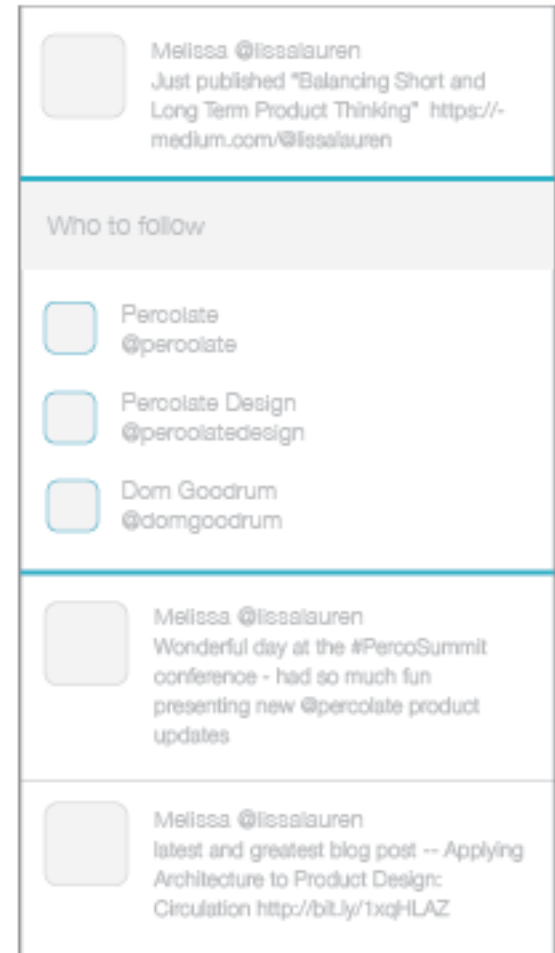 Melissa @lissalauren
Just published "Balancing Short and
Long Term Product Thinking" https://-
medium.com/@lissalauren
Who to follow
Percolate
@percolate
Percolate Design
@percolatedesign
Dom Goodrum
@domgoodrum
Melissa @lissalauren
Wonderful day at the #PercoSummit
conference - had so much fun
presenting new @percolate product
updates
Melissa @lissalauren
latest and greatest blog post -- Applying
Architecture to Product Design:
Circulation http://bit.ly/1xqHLAZ